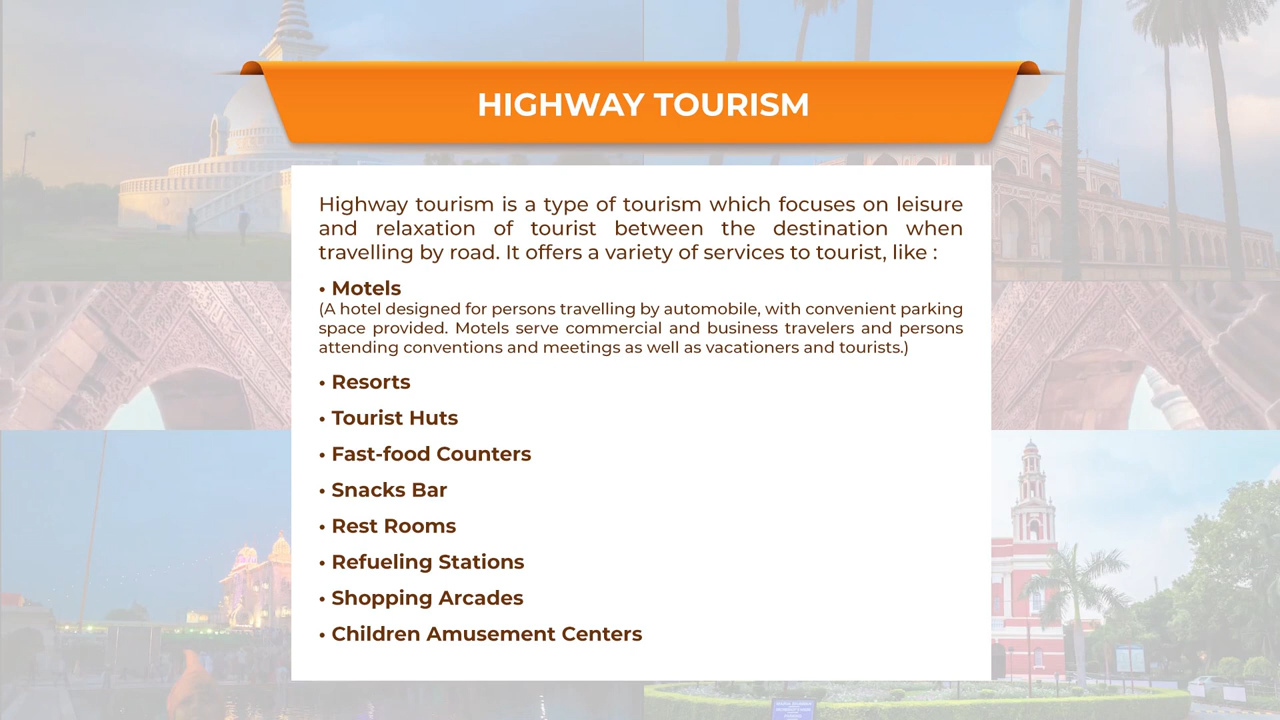 HIGHWAY TOURISM
Highway tourism is a type of tourism which focuses on leisure
and relaxation of tourist between the destination when
travelling by road. It offers a variety of services to tourist, like :
• Motels
(A hotel designed for persons travelling by automobile, with convenient parking
space provided. Motels serve commercial and business travelers and persons
attending conventions and meetings as well as vacationers and tourists.)
• Resorts
• Tourist Huts
• Fast-food Counters
• Snacks Bar
• Rest Rooms
• Refueling Stations
• Shopping Arcades
• Children Amusement Centers